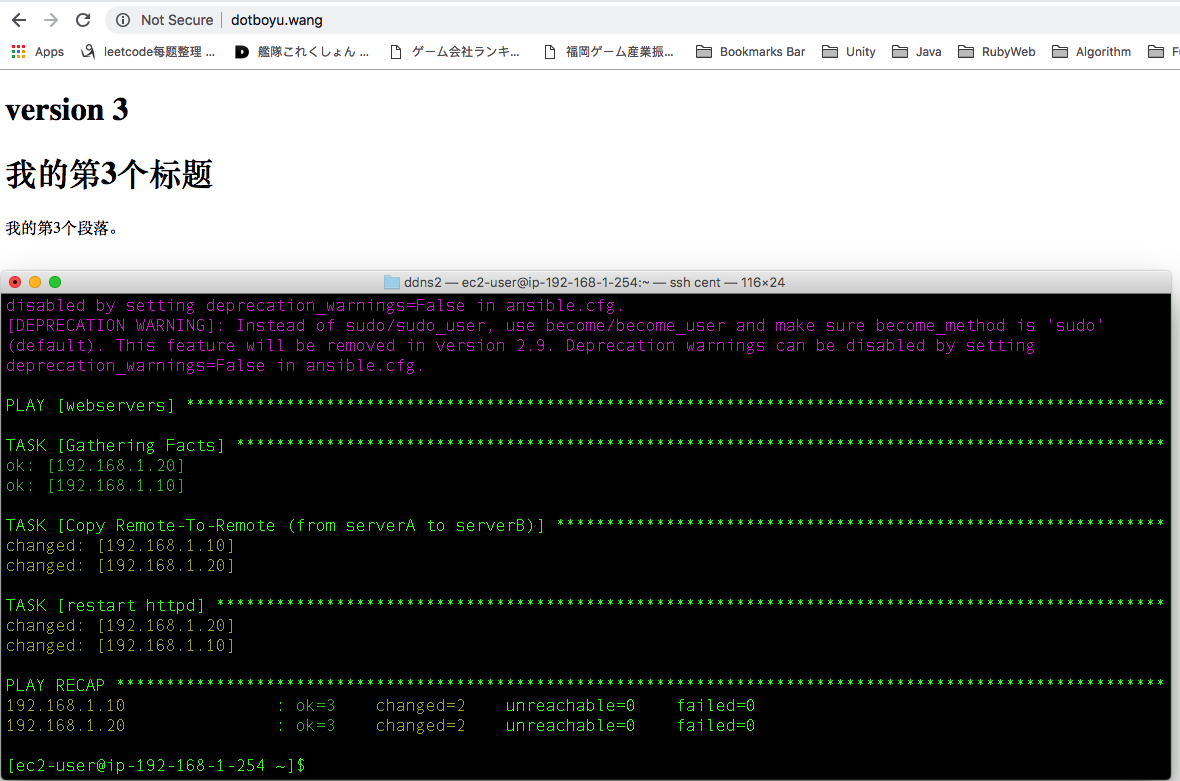 Not Secure | dotboyu.wang
Apps leetcode每题整理 ... 艦隊これくしょん ... ゲーム会社ランキ... 福岡ゲーム産業振... Bookmarks Bar Unity Java RubyWeb Algorithm
version 3
我的第3个标题
我的第3个段落。
ddns2 — ec2-user@ip-192-168-1-254:~ — ssh cent — 116×24
disabled by setting deprecation_warnings=False in ansible.cfg.
[DEPRECATION WARNING]: Instead of sudo/sudo_user, use become/become_user and make sure become_method is 'sudo'
(default). This feature will be removed in version 2.9. Deprecation warnings can be disabled by setting
deprecation_warnings=False in ansible.cfg.
PLAY [webservers] **************************************************************************************************
TASK [Gathering Facts] *********************************************************************************************
ok: [192.168.1.20]
ok: [192.168.1.10]
TASK [Copy Remote-To-Remote (from serverA to serverB)] *************************************************************
changed: [192.168.1.10]
changed: [192.168.1.20]
TASK [restart httpd] ***********************************************************************************************
changed: [192.168.1.20]
changed: [192.168.1.10]
PLAY RECAP *********************************************************************************************************
192.168.1.10 : ok=3 changed=2 unreachable=0 failed=0
192.168.1.20 : ok=3 changed=2 unreachable=0 failed=0
[ec2-user@ip-192-168-1-254 ~]$